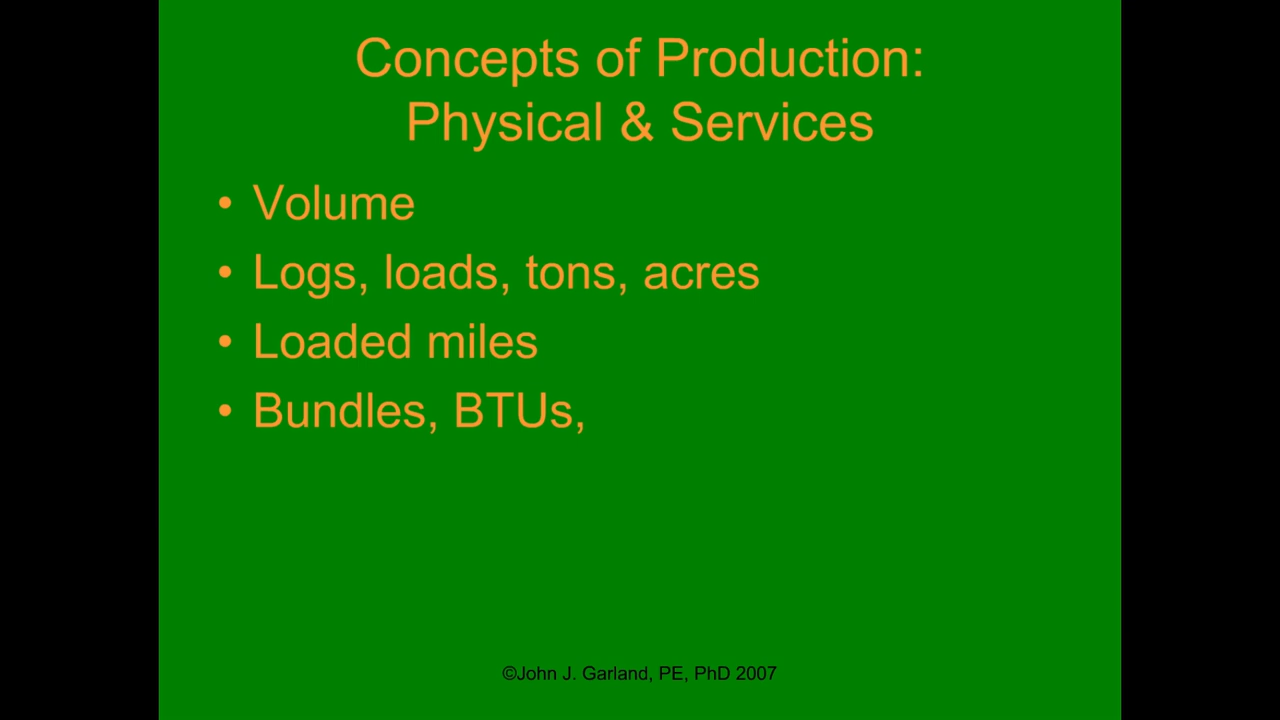 Concepts of Production:
Physical & Services
• Volume
• Logs, loads, tons, acres
• Loaded miles
• Bundles, BTUs,
©John J. Garland, PE, PhD 2007